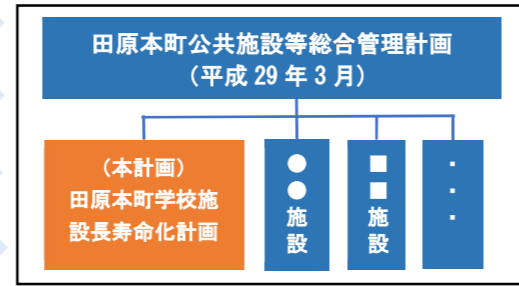 田原本町公共施設等総合管理計画
（平成 29 年 3 月）
（本計画）
田原本町学校施
設長寿命化計画
●●施設
■■施設
・・・